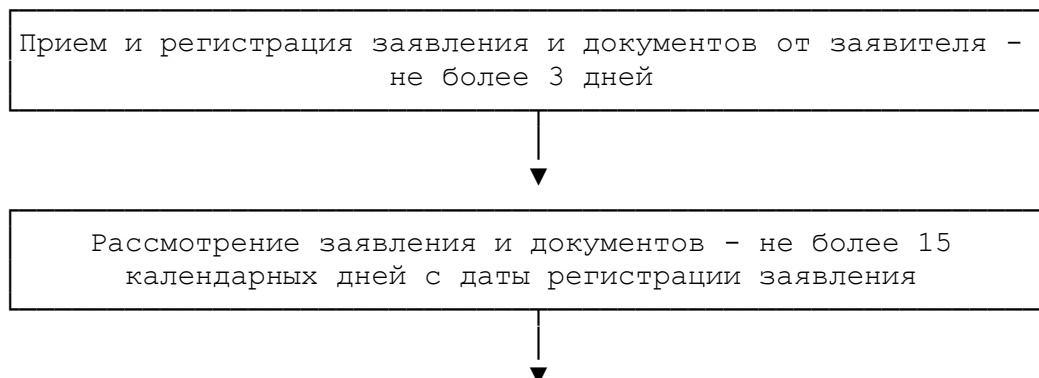 Прием и регистрация заявления и документов от заявителя -
не более 3 дней
Рассмотрение заявления и документов - не более 15
календарных дней с даты регистрации заявления